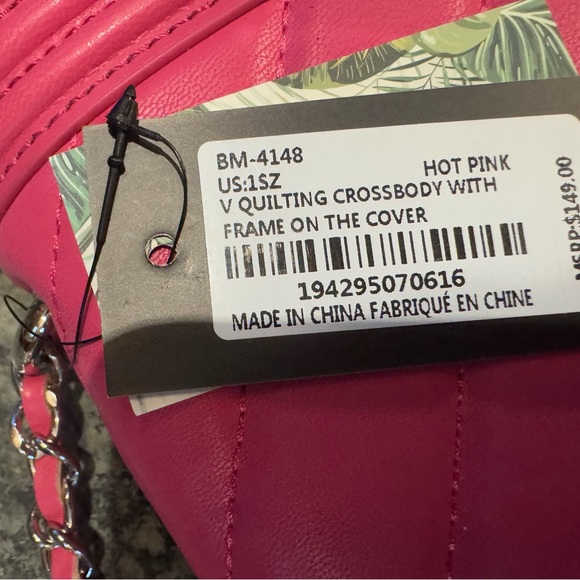 BM-4148
US:1SZ HOT PINK
V QUILTING CROSSBODY WITH
FRAME ON THE COVER
194295070616
MADE IN CHINA FABRIQUÉ EN CHINE
MSRP:$149.00